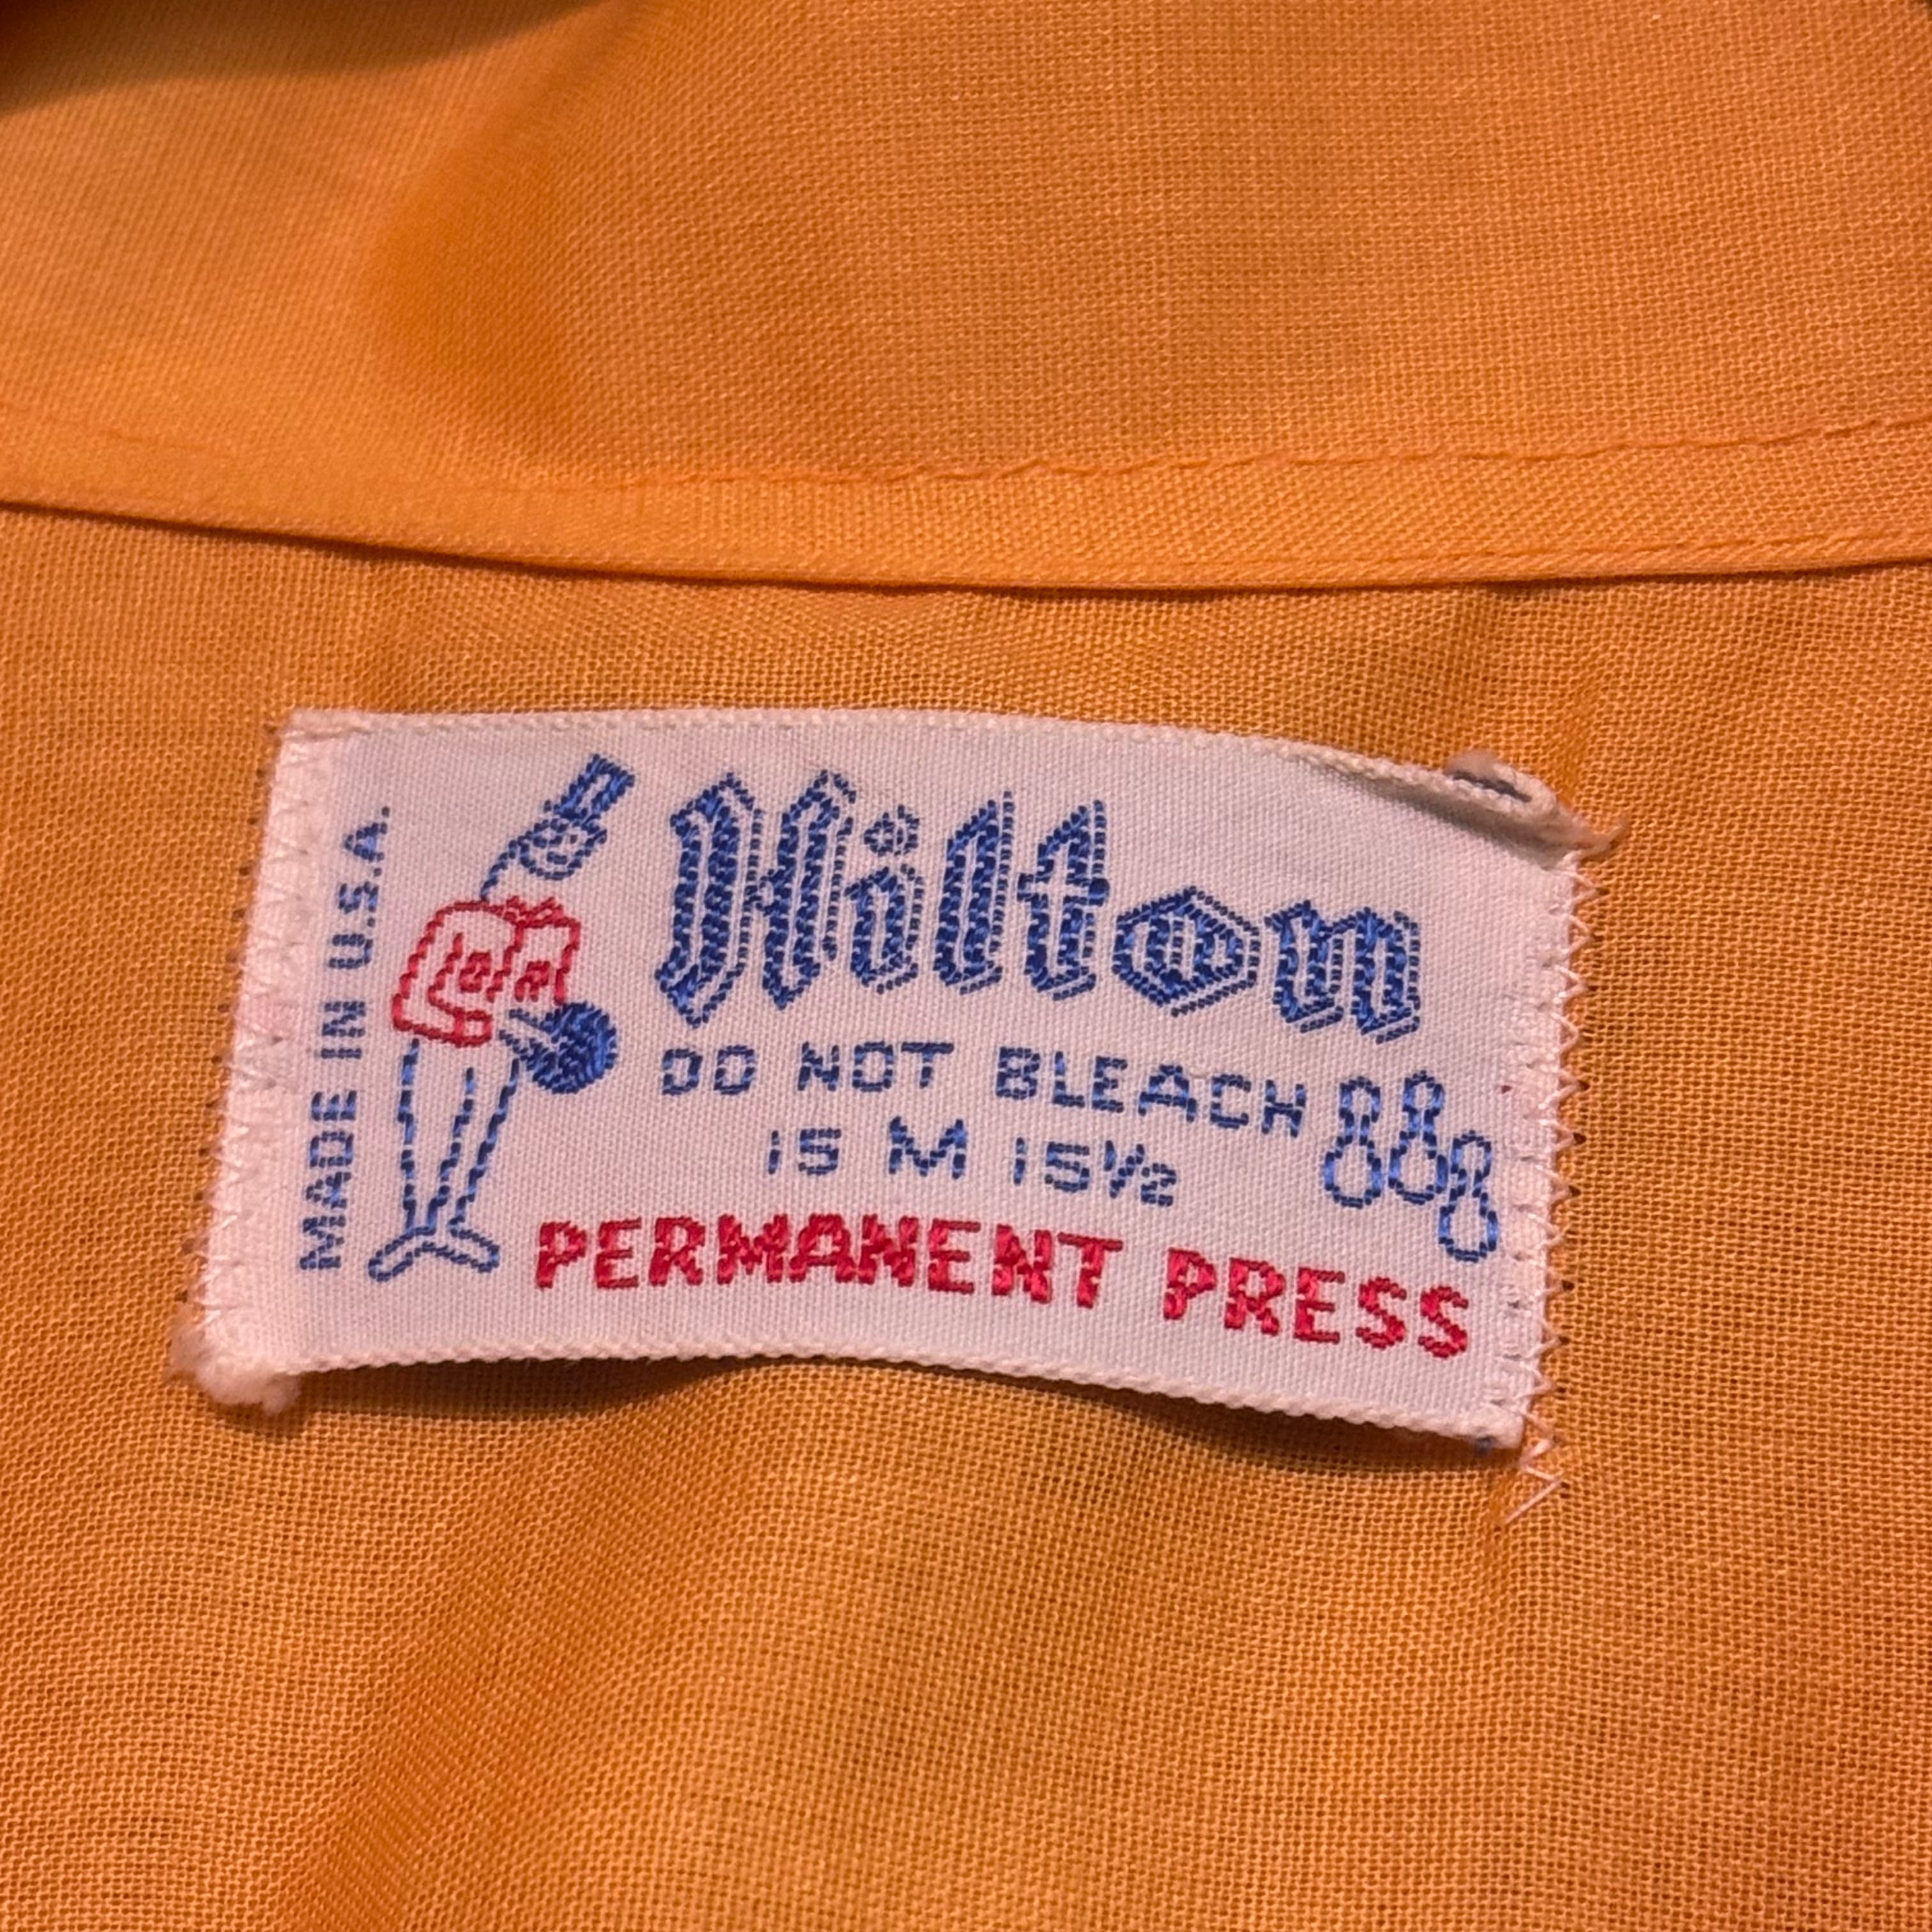 MADE IN U.S.A.
Hilton
DO NOT BLEACH
15 M 15½
PERMANENT PRESS